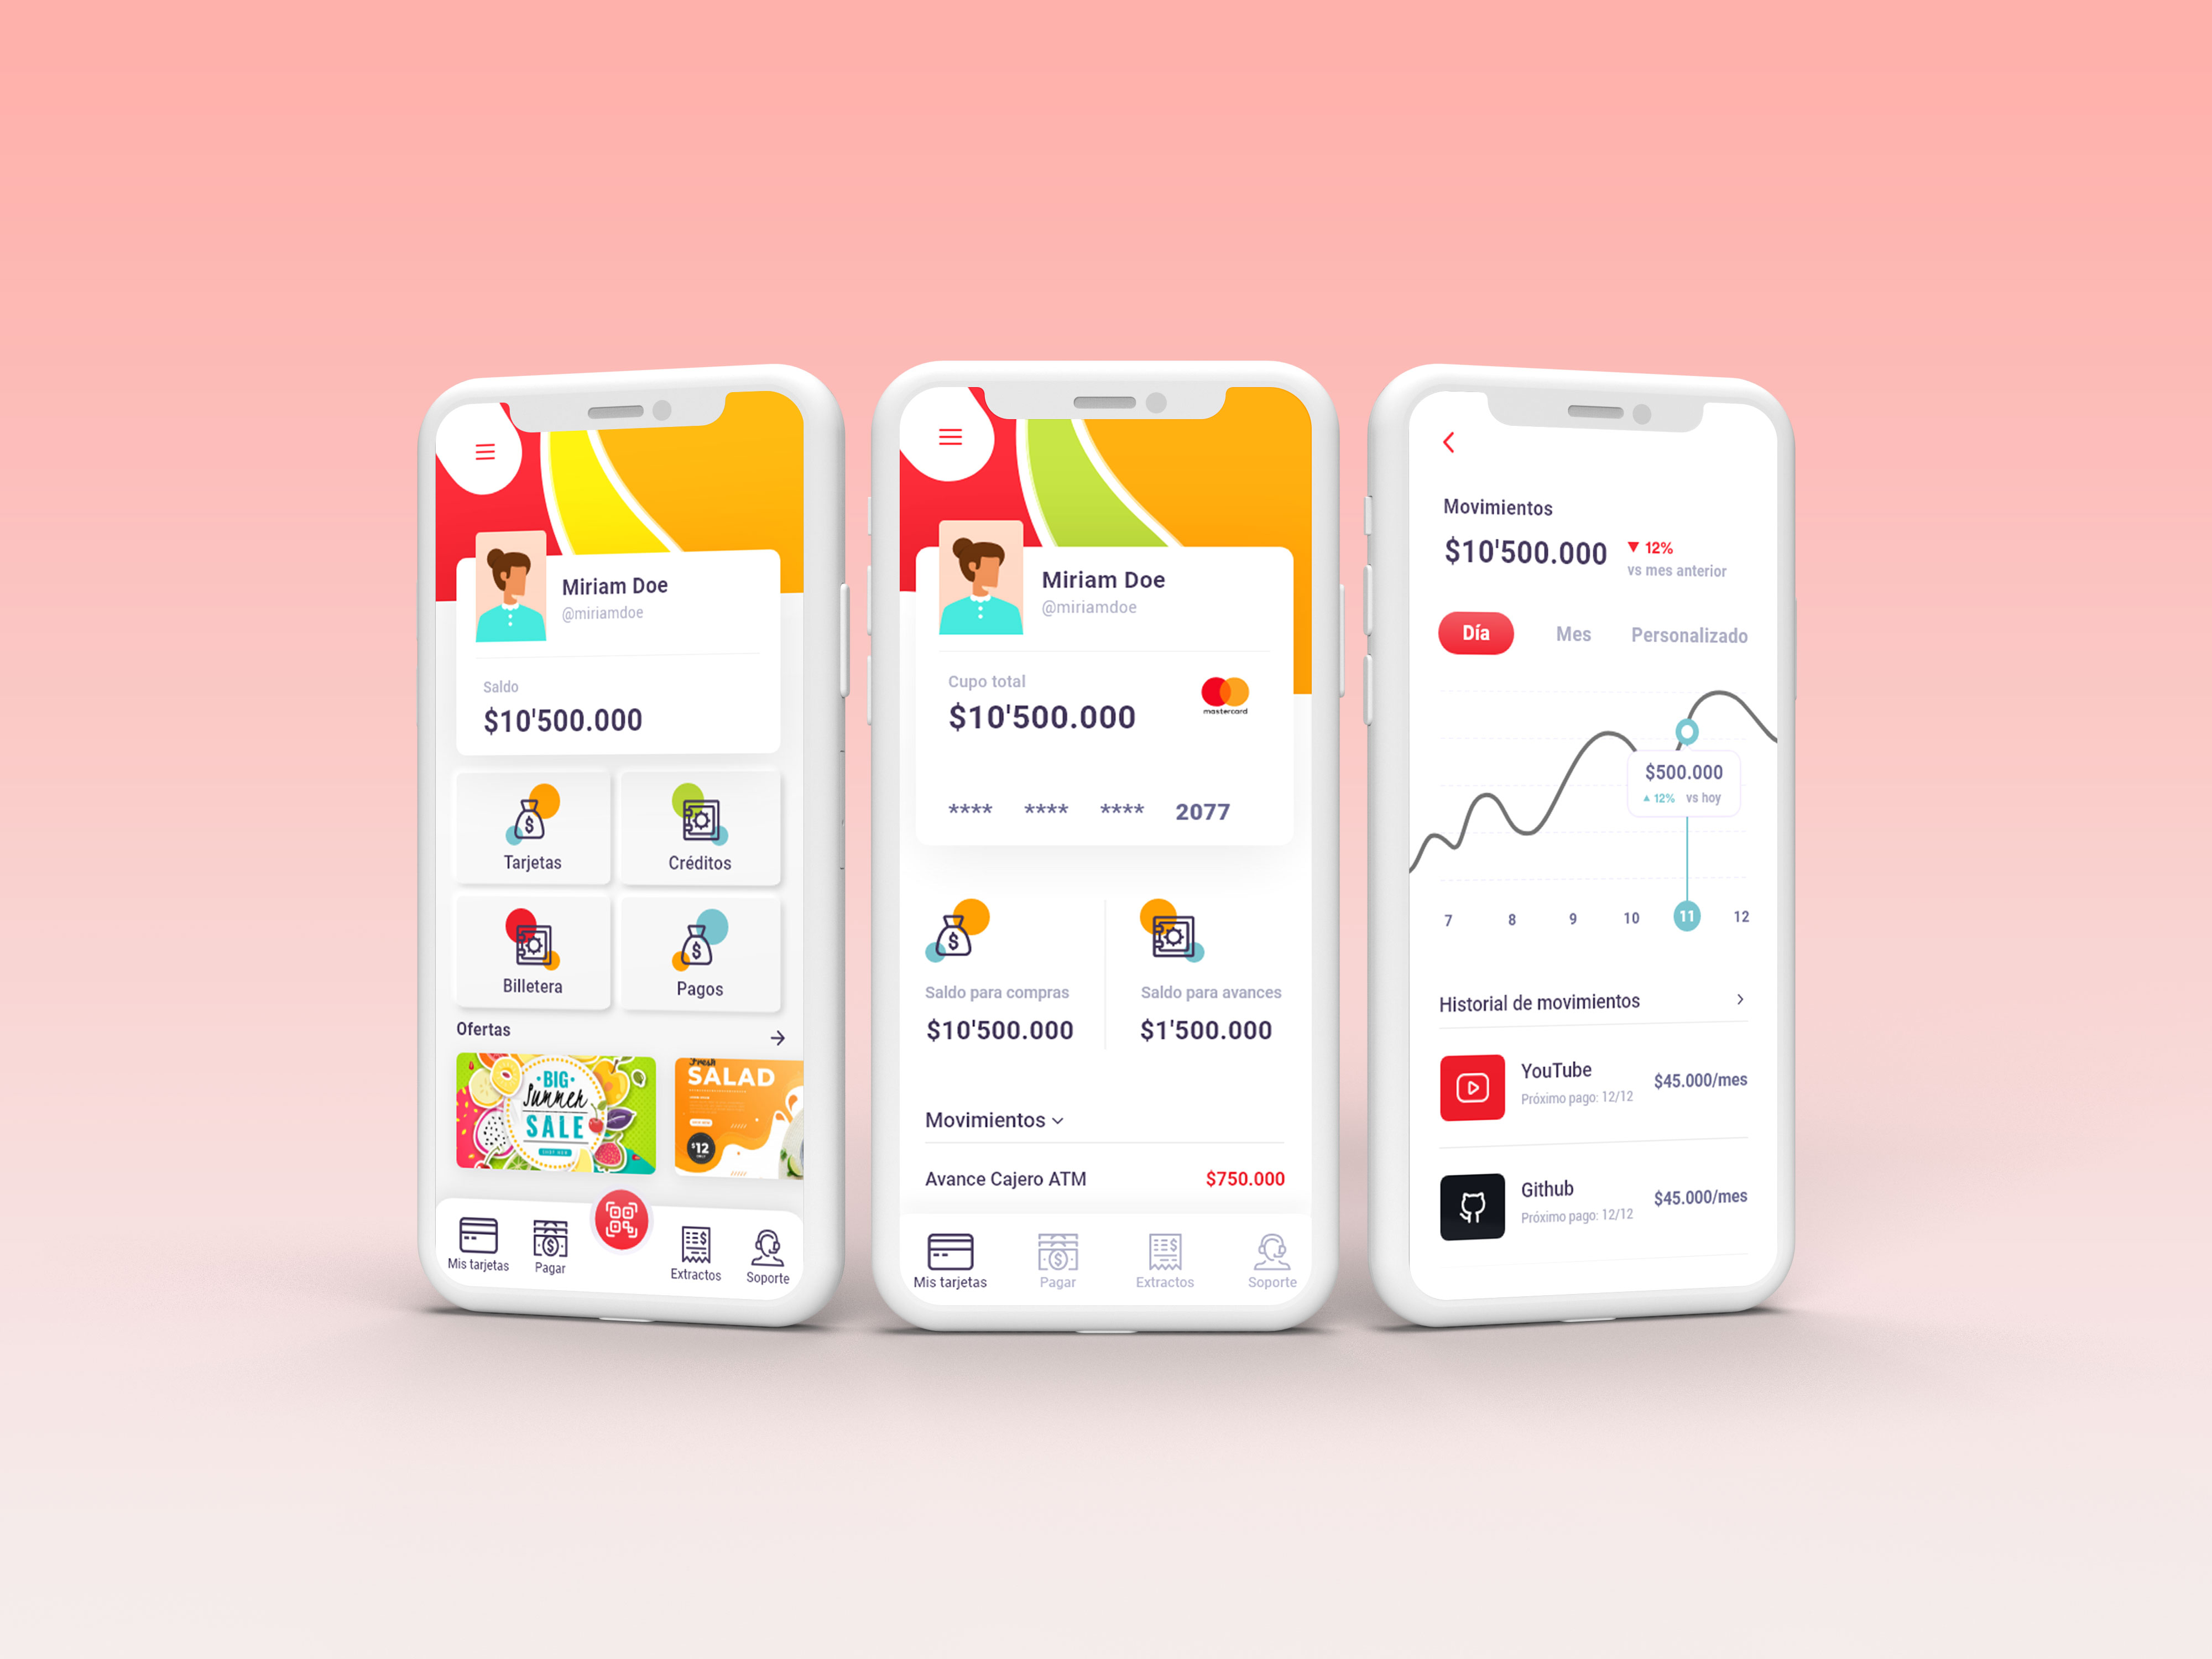 Miriam Doe
@miriamdoe
Saldo
$10'500.000
Tarjetas
Créditos
Billetera
Pagos
Ofertas
BIG
Summer
SALE
Fresh
SALAD
$12
Mis tarjetas
Pagar
Extractos
Soporte
Miriam Doe
@miriamdoe
Cupo total
$10'500.000
mastercard
**** **** **** 2077
Saldo para compras
$10'500.000
Saldo para avances
$1'500.000
Movimientos
Avance Cajero ATM $750.000
Mis tarjetas
Pagar
Extractos
Soporte
Movimientos
$10'500.000
▼ 12%
vs mes anterior
Día Mes Personalizado
$500.000
▲ 12% vs hoy
7 8 9 10 11 12
Historial de movimientos
YouTube
Próximo pago: 12/12
$45.000/mes
Github
Próximo pago: 12/12
$45.000/mes